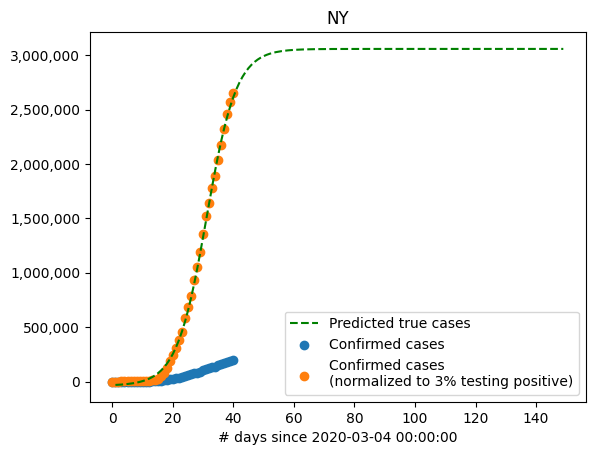 NY
3,000,000
2,500,000
2,000,000
1,500,000
1,000,000
500,000
0
0 20 40 60 80 100 120 140
# days since 2020-03-04 00:00:00
Predicted true cases
Confirmed cases
Confirmed cases
(normalized to 3% testing positive)